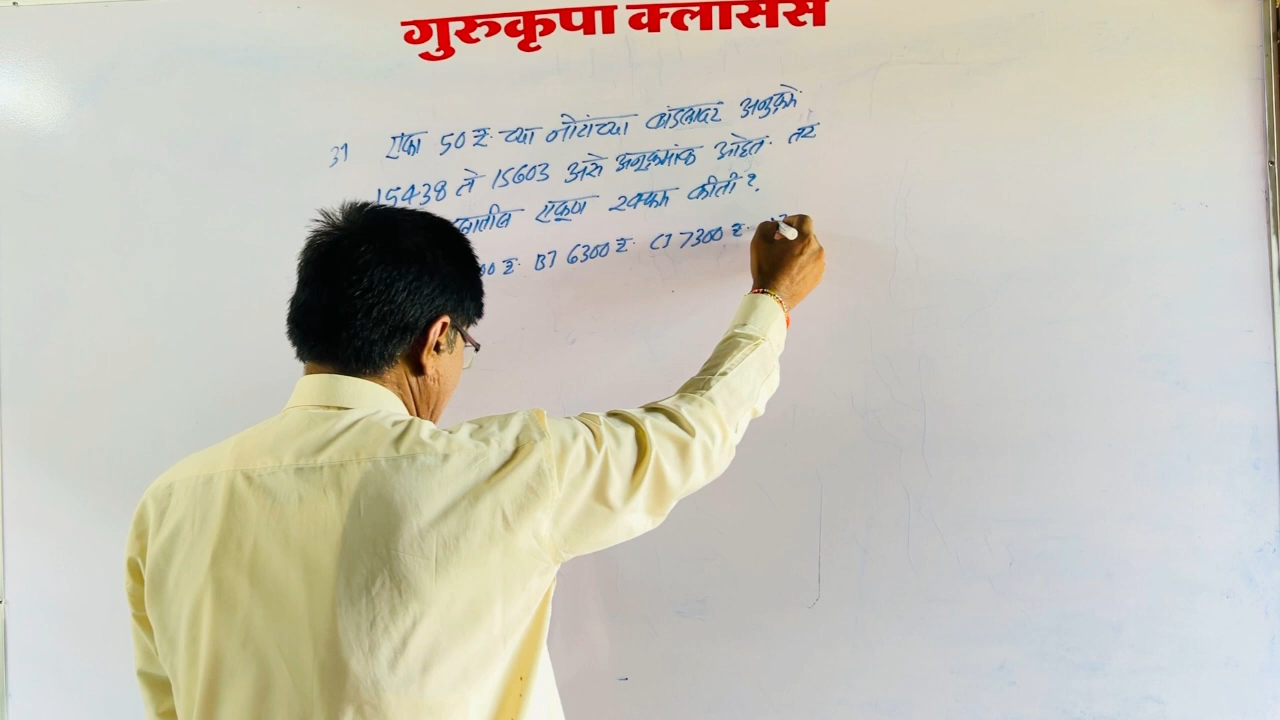 गुरुकृपा क्लासेस
31 एका 50 रु. च्या नोटांच्या बंडलावर अनुक्रमे
15438 ते 15603 असे अनुक्रमांक आहेत. तर
एकूण रक्कम कीती?
00 रु. B] 6300 रु. C] 7300 रु.